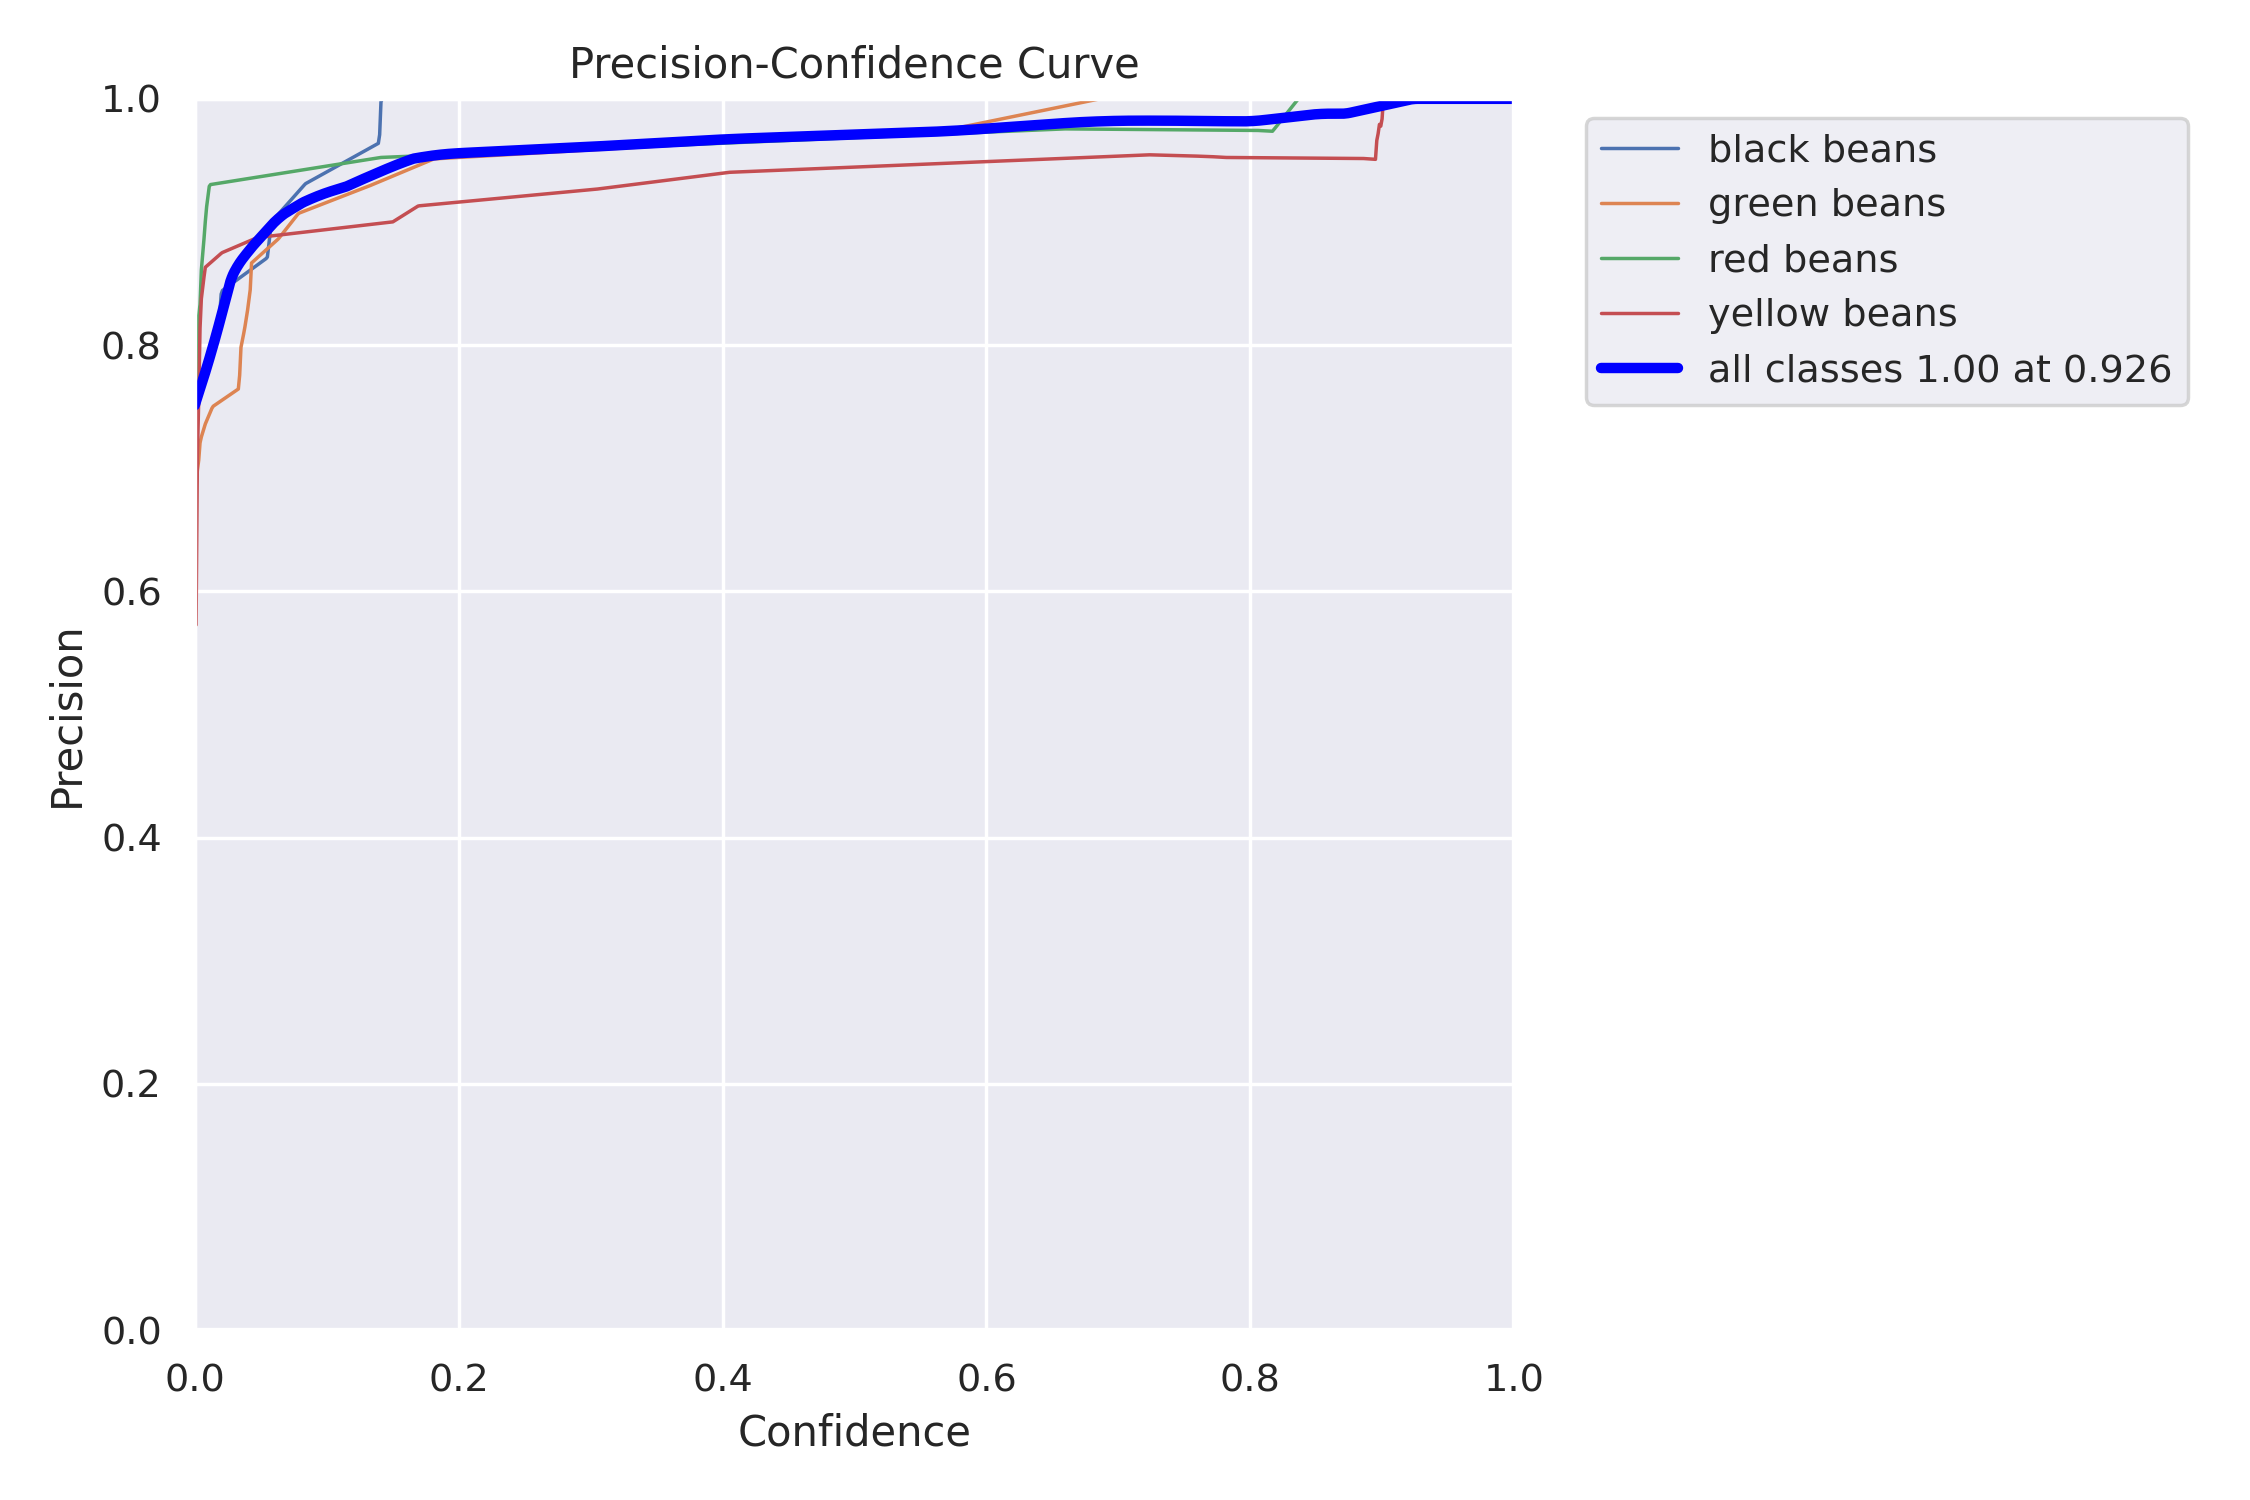 Precision-Confidence Curve
1.0
0.8
0.6
0.4
0.2
0.0
Precision
0.0 0.2 0.4 0.6 0.8 1.0
Confidence
black beans
green beans
red beans
yellow beans
all classes 1.00 at 0.926